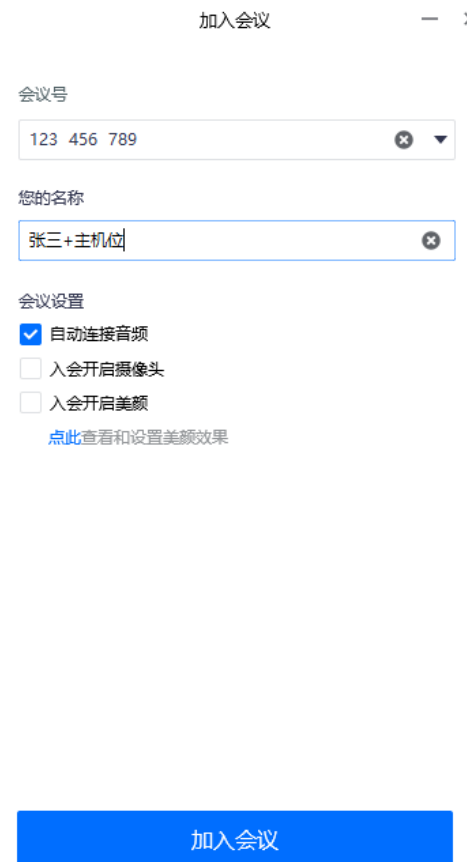 加入会议
会议号
123 456 789
您的名称
张三+主机位
会议设置
自动连接音频
入会开启摄像头
入会开启美颜
点此查看和设置美颜效果
加入会议